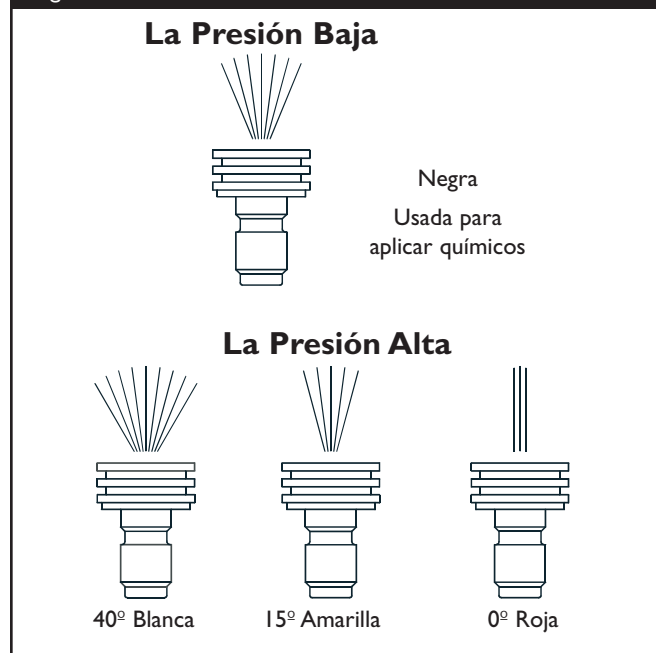 La Presión Baja
Negra
Usada para
aplicar químicos
La Presión Alta
40º Blanca
15º Amarilla
0º Roja